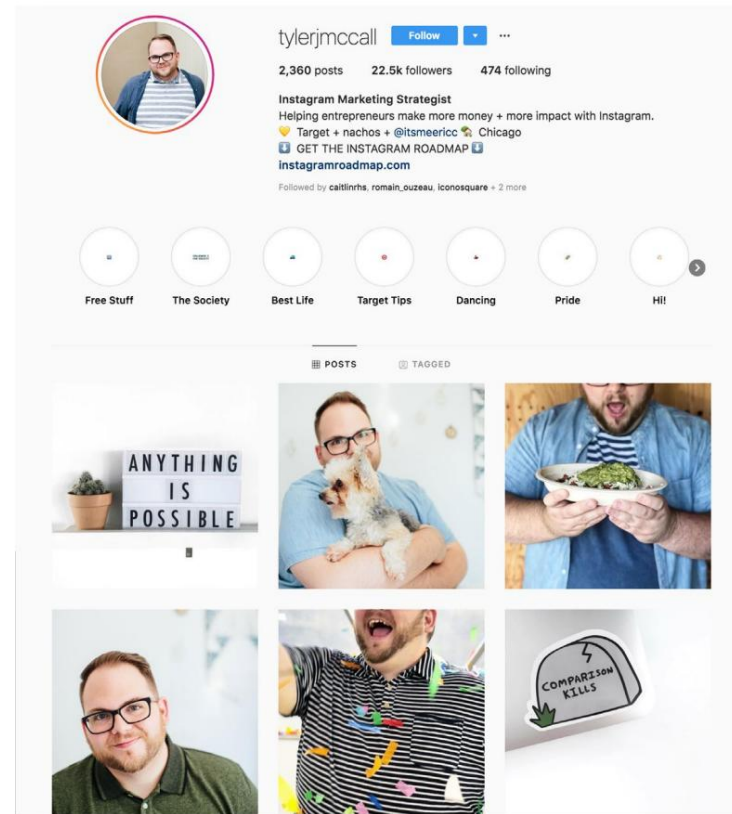 tylerjmccall Follow
2,360 posts 22.5k followers 474 following
Instagram Marketing Strategist
Helping entrepreneurs make more money + more impact with Instagram.
💛 Target + nachos + @itsmeericc 🏡 Chicago
⬇️ GET THE INSTAGRAM ROADMAP ⬇️
instagramroadmap.com
Followed by caitlinrhs, romain_ouzeau, iconosquare + 2 more
Free Stuff The Society Best Life Target Tips Dancing Pride Hi!
POSTS TAGGED
ANYTHING
IS
POSSIBLE
COMPARISON
KILLS